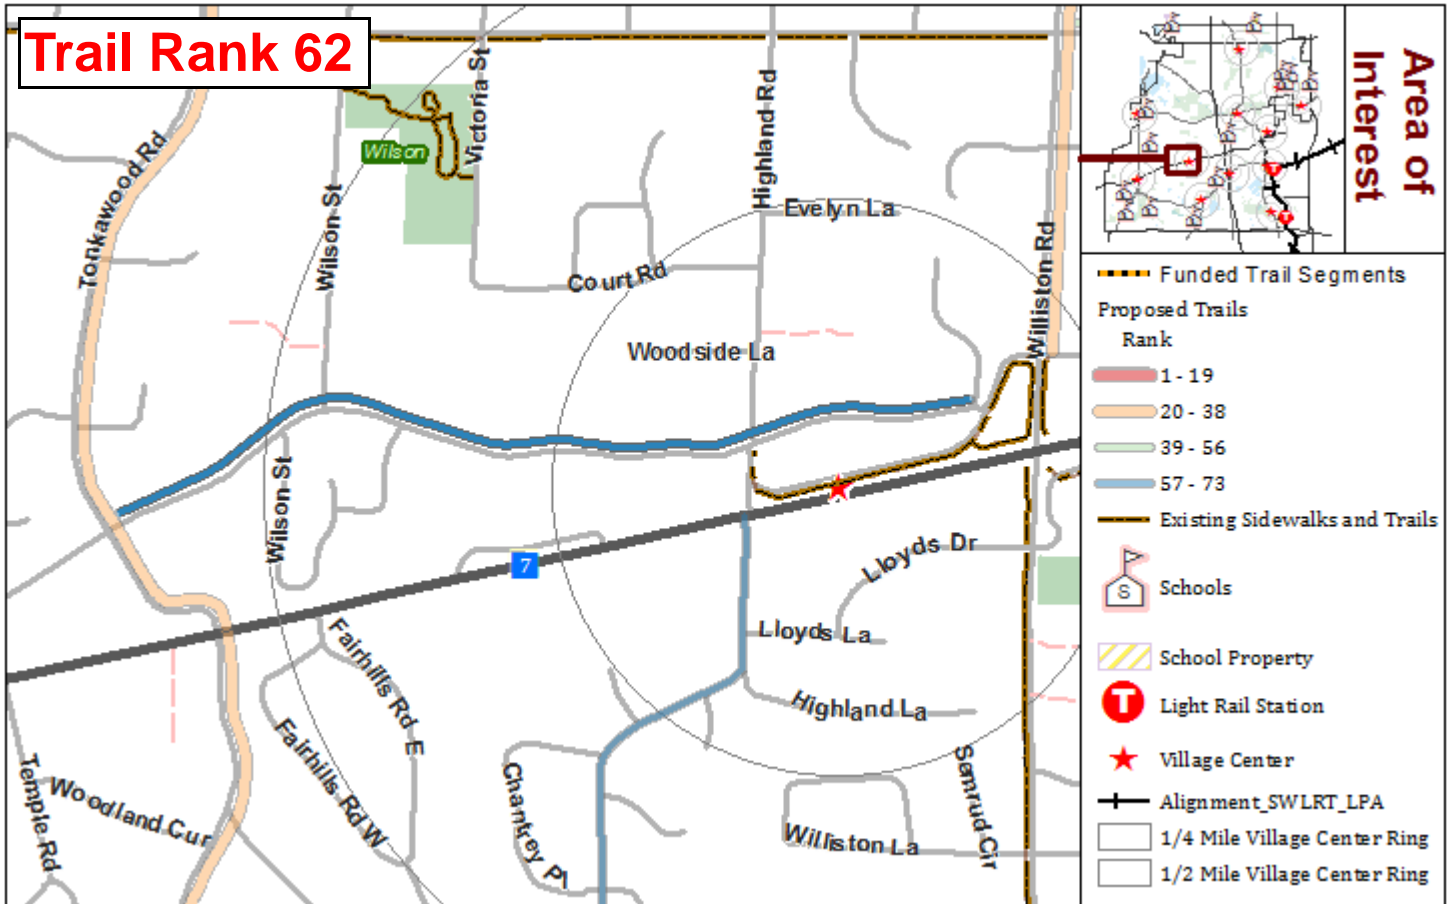 Trail Rank 62
Area of
Interest
Tonkawood Rd
Wilson
Victoria St
Highland Rd
Wilson St
Evelyn La
Court Rd
Williston Rd
Woodside La
Wilson St
7
Lloyds Dr
Lloyds La
Fairhills Rd E
Highland La
Fairhills Rd W
Temple Rd
Woodland Cur
Chantrey Pl
Semrud Cir
Williston La
Funded Trail Segments
Proposed Trails
Rank
1 - 19
20 - 38
39 - 56
57 - 73
Existing Sidewalks and Trails
S
Schools
School Property
T
Light Rail Station
Village Center
Alignment_SWLRT_LPA
1/4 Mile Village Center Ring
1/2 Mile Village Center Ring
T
T